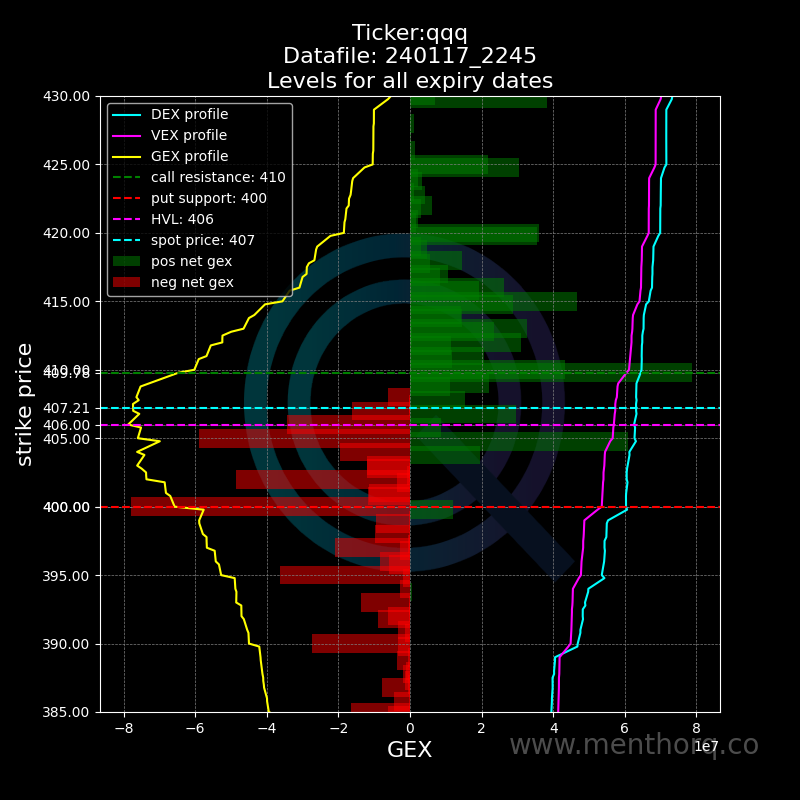 Ticker:qqq
Datafile: 240117_2245
Levels for all expiry dates
DEX profile
VEX profile
GEX profile
call resistance: 410
put support: 400
HVL: 406
spot price: 407
pos net gex
neg net gex
430.00
425.00
420.00
415.00
410.00
409.78
407.21
406.00
405.00
400.00
395.00
390.00
385.00
strike price
−8 −6 −4 −2 0 2 4 6 8
1e7
GEX
www.menthorq.co